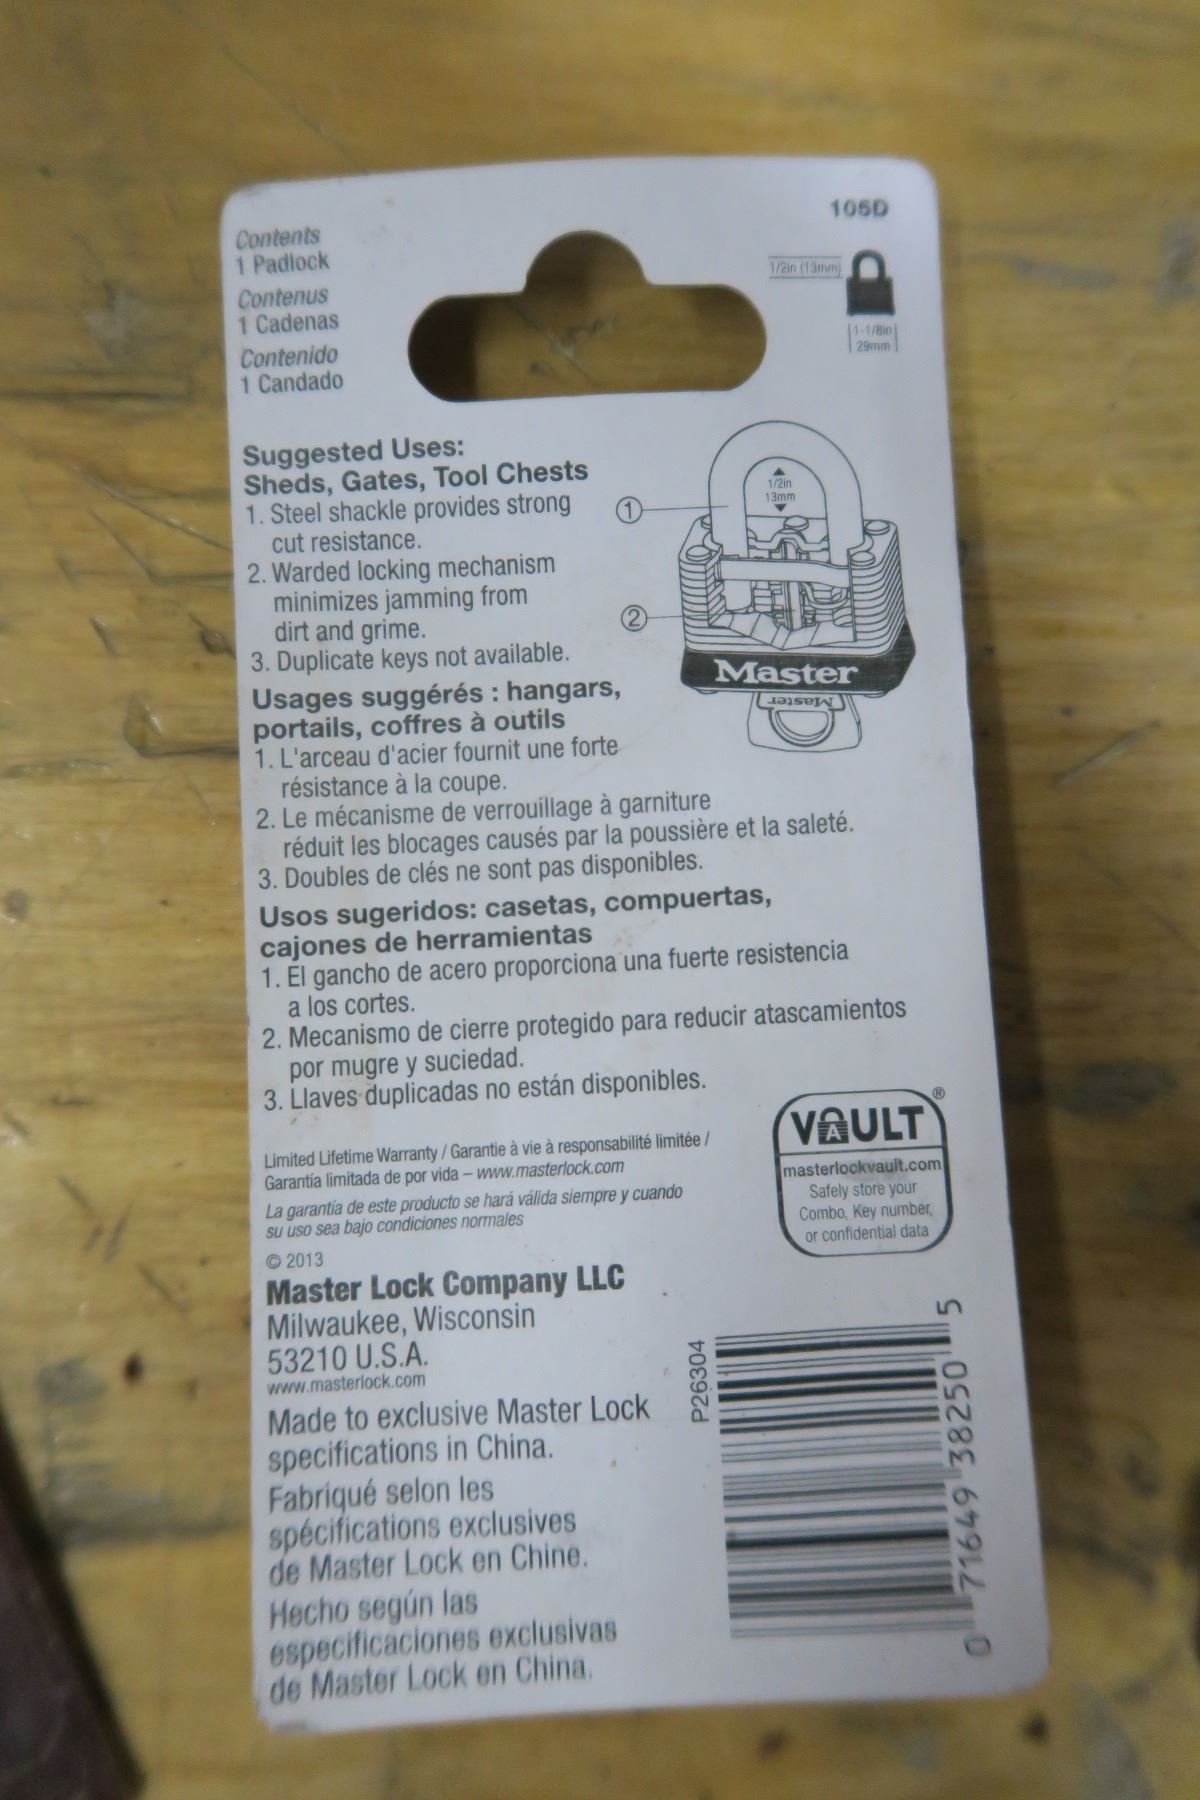 105D
Contents
1 Padlock
Contenus
1 Cadenas
Contenido
1 Candado
1/2in (13mm)
1-1/8in
29mm
Suggested Uses:
Sheds, Gates, Tool Chests
1. Steel shackle provides strong
cut resistance.
2. Warded locking mechanism
minimizes jamming from
dirt and grime.
3. Duplicate keys not available.
1
1/2in
13mm
2
Master
Master
Usages suggérés : hangars,
portails, coffres à outils
1. L'arceau d'acier fournit une forte
résistance à la coupe.
2. Le mécanisme de verrouillage à garniture
réduit les blocages causés par la poussière et la saleté.
3. Doubles de clés ne sont pas disponibles.
Usos sugeridos: casetas, compuertas,
cajones de herramientas
1. El gancho de acero proporciona una fuerte resistencia
a los cortes.
2. Mecanismo de cierre protegido para reducir atascamientos
por mugre y suciedad.
3. Llaves duplicadas no están disponibles.
Limited Lifetime Warranty / Garantie à vie à responsabilité limitée /
Garantía limitada de por vida – www.masterlock.com
La garantía de este producto se hará válida siempre y cuando
su uso sea bajo condiciones normales
VAULT®
masterlockvault.com
Safely store your
Combo, Key number,
or confidential data
© 2013
Master Lock Company LLC
Milwaukee, Wisconsin
53210 U.S.A.
www.masterlock.com
Made to exclusive Master Lock
specifications in China.
Fabriqué selon les
spécifications exclusives
de Master Lock en Chine.
Hecho según las
especificaciones exclusivas
de Master Lock en China.
P26304
0 71649 38250 5